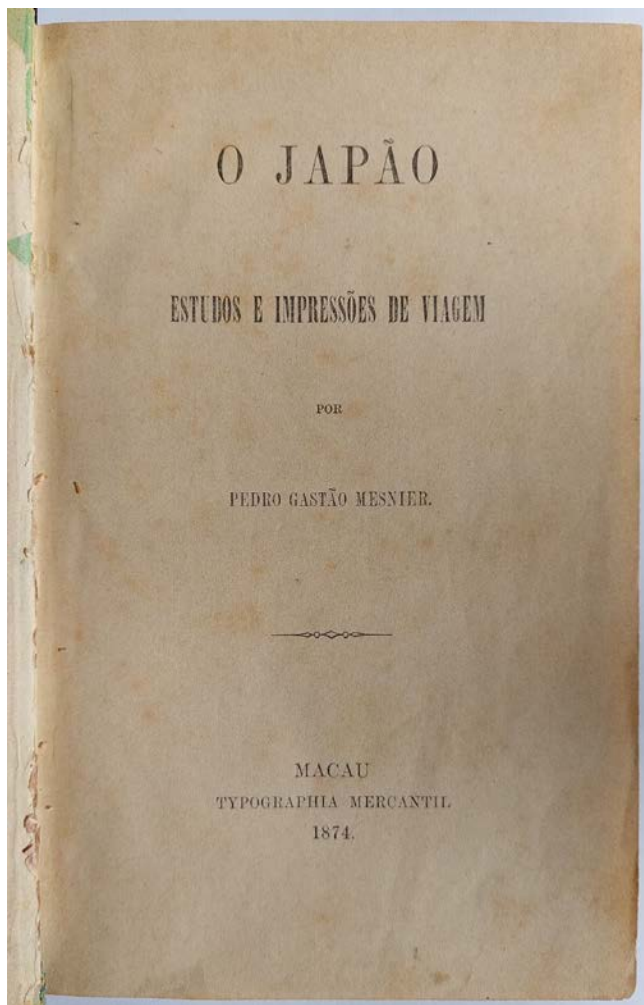 O JAPÃO
ESTUDOS E IMPRESSÕES DE VIAGEM
POR
PEDRO GASTÃO MESNIER.
MACAU
TYPOGRAPHIA MERCANTIL
1874.